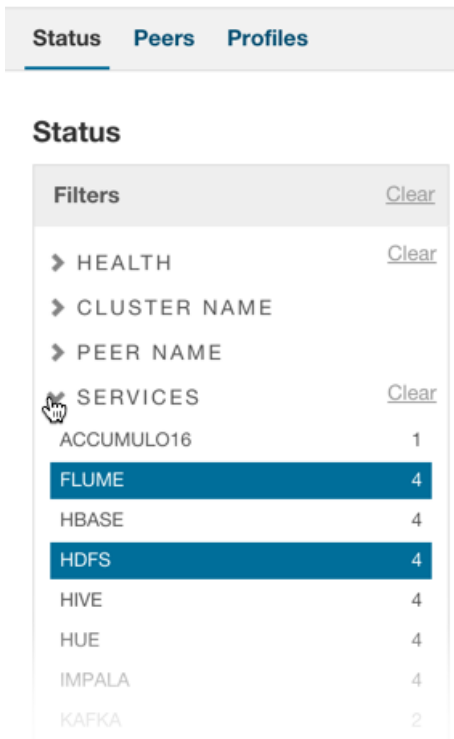 Status Peers Profiles
Status
Filters Clear
HEALTH Clear
CLUSTER NAME
PEER NAME
SERVICES Clear
ACCUMULO16 1
FLUME 4
HBASE 4
HDFS 4
HIVE 4
HUE 4
IMPALA 4
KAFKA 2